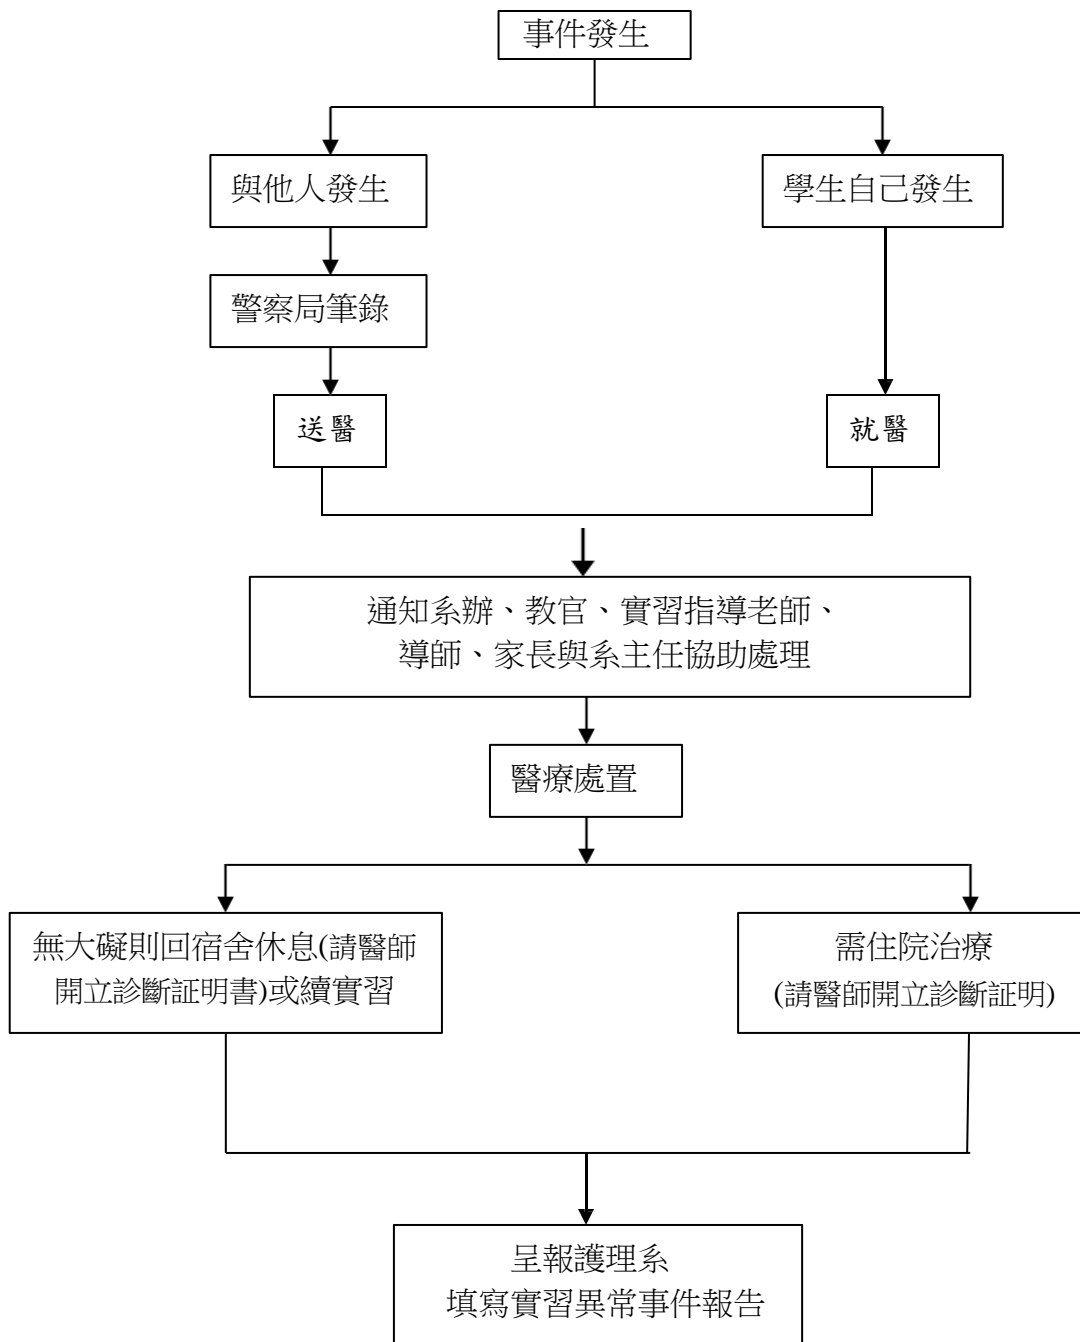 事件發生
與他人發生
學生自己發生
警察局筆錄
送醫
就醫
通知系辦、教官、實習指導老師、
導師、家長與系主任協助處理
醫療處置
無大礙則回宿舍休息(請醫師
開立診斷証明書)或續實習
需住院治療
(請醫師開立診斷証明)
呈報護理系
填寫實習異常事件報告